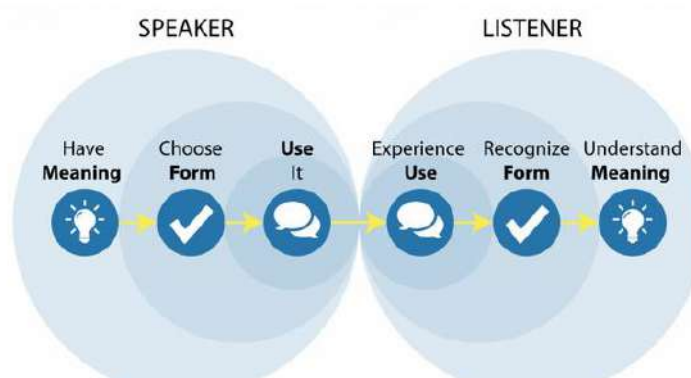 SPEAKER
LISTENER
Have
Meaning
Choose
Form
Use
It
Experience
Use
Recognize
Form
Understand
Meaning